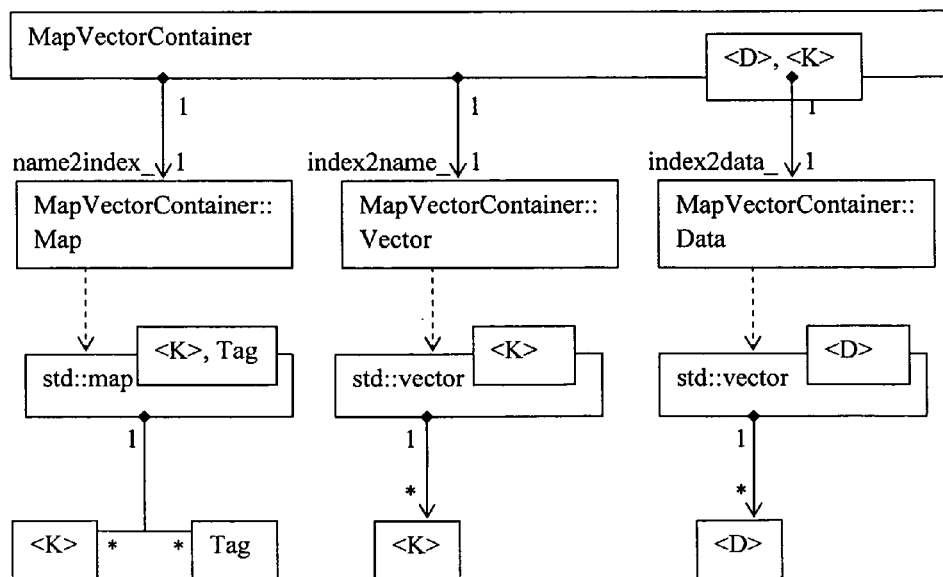 MapVectorContainer
<D>, <K>
1 1 1
name2index_ 1 index2name_ 1 index2data_ 1
MapVectorContainer:: MapVectorContainer:: MapVectorContainer::
Map Vector Data
<K>, Tag <K> <D>
std::map std::vector std::vector
1 1 1
* *
<K> * * Tag <K> <D>